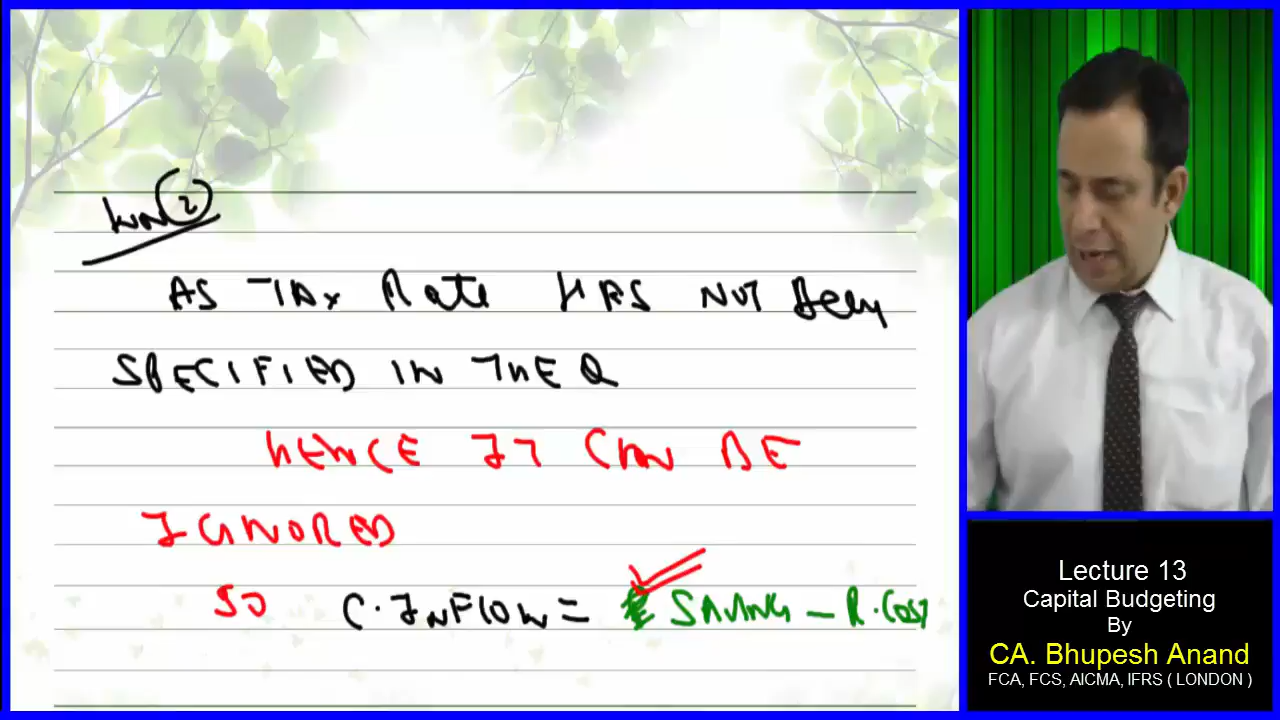 WN (2)
AS TAx Rate HAS NOT Been
SPECIFIED IN THE Q
HENCE IT CAN BE
IGNORED
SO C.INFlOW = SAVING – R.COST
Lecture 13
Capital Budgeting
By
CA. Bhupesh Anand
FCA, FCS, AICMA, IFRS ( LONDON )